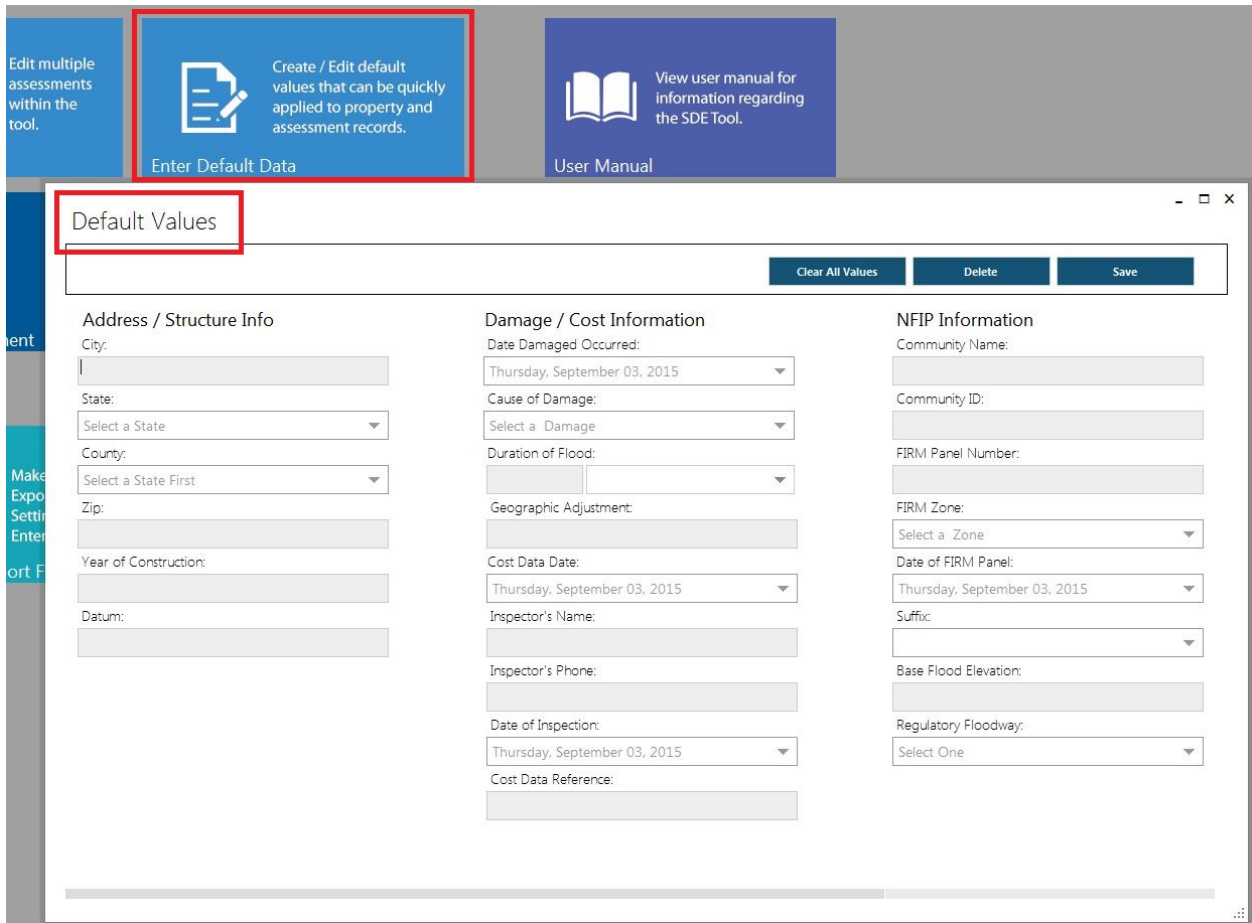 Edit multiple
assessments
within the
tool.
Create / Edit default
values that can be quickly
applied to property and
assessment records.
Enter Default Data
View user manual for
information regarding
the SDE Tool.
User Manual
Default Values
Clear All Values
Delete
Save
Address / Structure Info
City:
State:
Select a State
County:
Select a State First
Zip:
Year of Construction:
Datum:
Damage / Cost Information
Date Damaged Occurred:
Thursday, September 03, 2015
Cause of Damage:
Select a Damage
Duration of Flood:
Geographic Adjustment:
Cost Data Date:
Thursday, September 03, 2015
Inspector's Name:
Inspector's Phone:
Date of Inspection:
Thursday, September 03, 2015
Cost Data Reference:
NFIP Information
Community Name:
Community ID:
FIRM Panel Number:
FIRM Zone:
Select a Zone
Date of FIRM Panel:
Thursday, September 03, 2015
Suffix:
Base Flood Elevation:
Regulatory Floodway:
Select One
Make